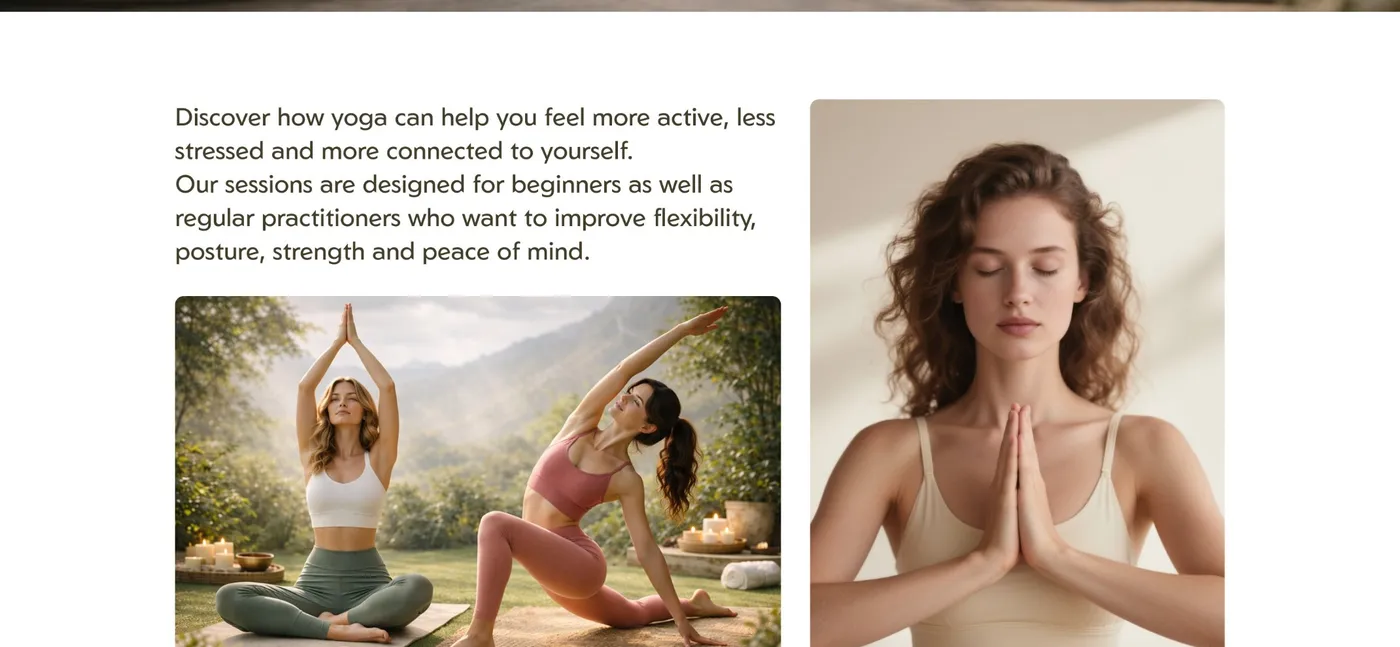 Discover how yoga can help you feel more active, less
stressed and more connected to yourself.
Our sessions are designed for beginners as well as
regular practitioners who want to improve flexibility,
posture, strength and peace of mind.